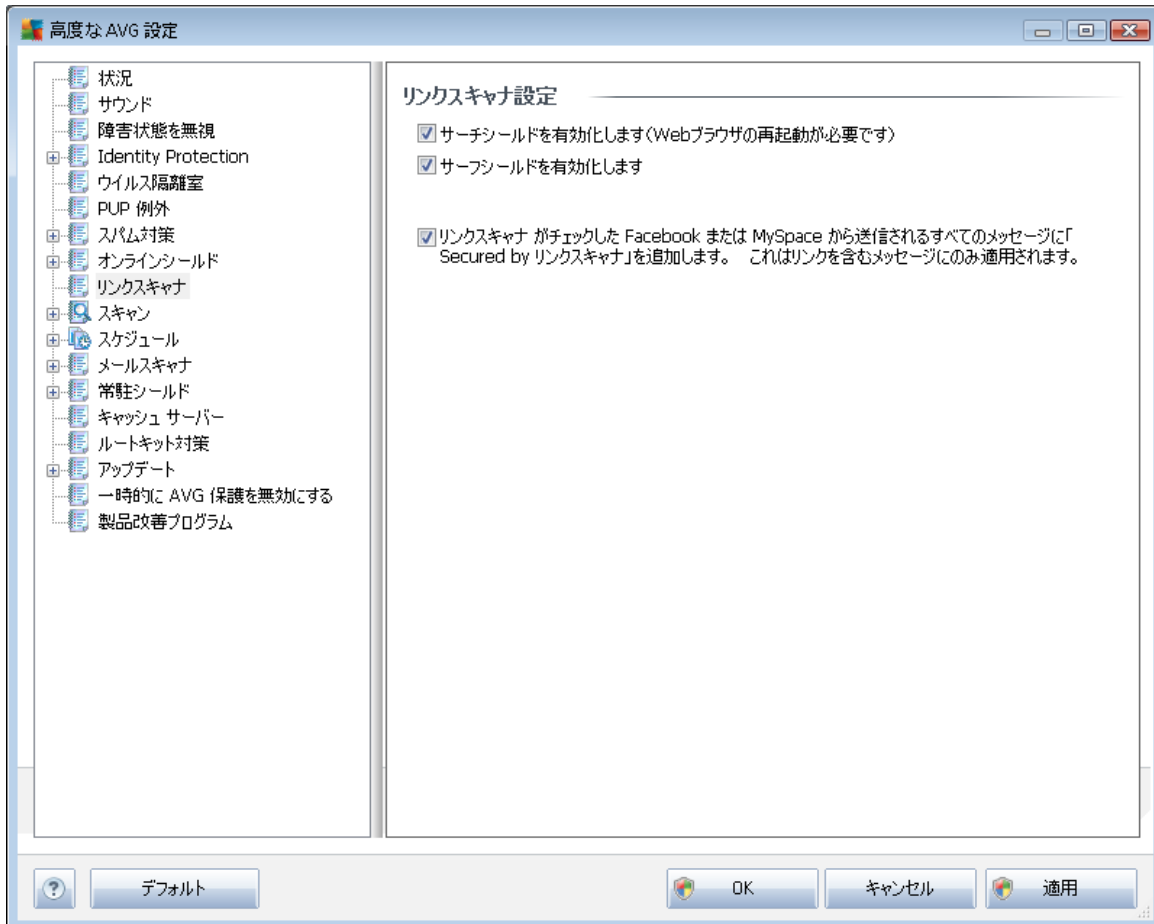 高度な AVG 設定
状況
サウンド
障害状態を無視
Identity Protection
ウイルス隔離室
PUP 例外
スパム対策
オンラインシールド
リンクスキャナ
スキャン
スケジュール
メールスキャナ
常駐シールド
キャッシュ サーバー
ルートキット対策
アップデート
一時的に AVG 保護を無効にする
製品改善プログラム
リンクスキャナ設定
サーチシールドを有効化します(Webブラウザの再起動が必要です)
サーフシールドを有効化します
リンクスキャナ がチェックした Facebook または MySpace から送信されるすべてのメッセージに「
Secured by リンクスキャナ」を追加します。 これはリンクを含むメッセージにのみ適用されます。
?
デフォルト
OK
キャンセル
適用